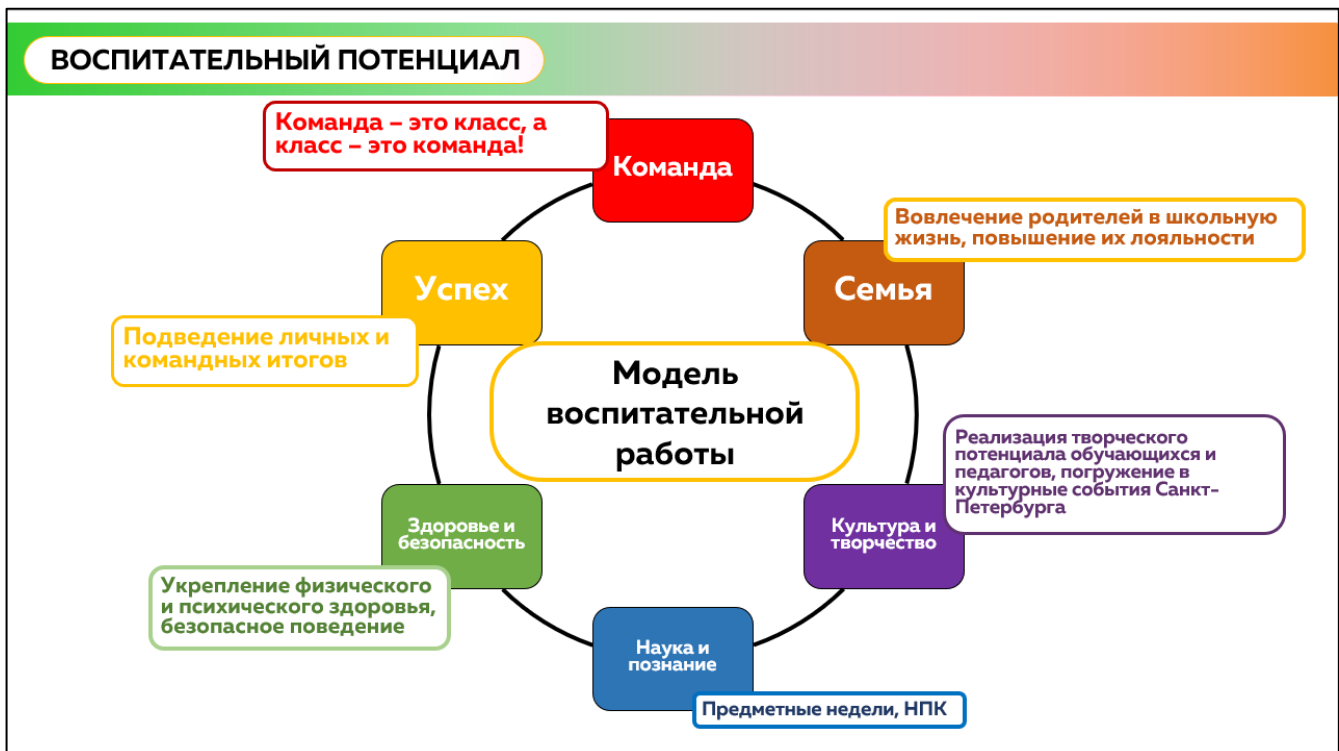 ВОСПИТАТЕЛЬНЫЙ ПОТЕНЦИАЛ
Команда – это класс, а
класс – это команда!
Команда
Вовлечение родителей в школьную
жизнь, повышение их лояльности
Успех
Семья
Подведение личных и
командных итогов
Модель
воспитательной
работы
Реализация творческого
потенциала обучающихся и
педагогов, погружение в
культурные события Санкт-
Петербурга
Здоровье и
безопасность
Культура и
творчество
Укрепление физического
и психического здоровья,
безопасное поведение
Наука и
познание
Предметные недели, НПК